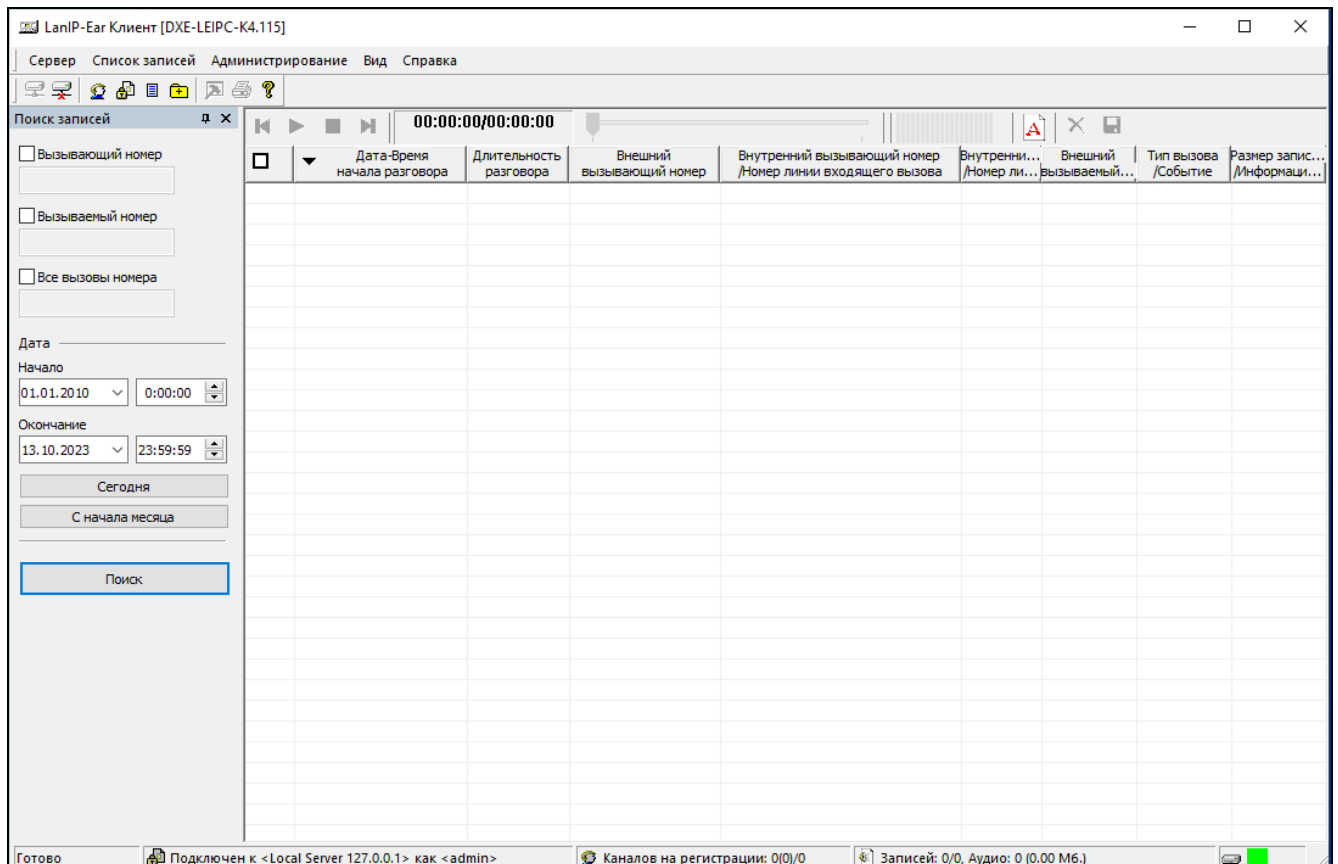 LanIP-Ear Клиент [DXE-LEIPC-K4.115]
Сервер Список записей Администрирование Вид Справка
Поиск записей
00:00:00/00:00:00
Вызывающий номер
Вызываемый номер
Все вызовы номера
Дата
Начало
01.01.2010 0:00:00
Окончание
13.10.2023 23:59:59
Сегодня
С начала месяца
Поиск
Дата-Время
начала разговора
Длительность
разговора
Внешний
вызывающий номер
Внутренний вызывающий номер
/Номер линии входящего вызова
Внутренни...
/Номер ли...
Внешний
вызываемый...
Тип вызова
/Событие
Размер запис...
/Информаци...
Готово
Подключен к <Local Server 127.0.0.1> как <admin>
Каналов на регистрации: 0(0)/0
Записей: 0/0, Аудио: 0 (0.00 Мб.)